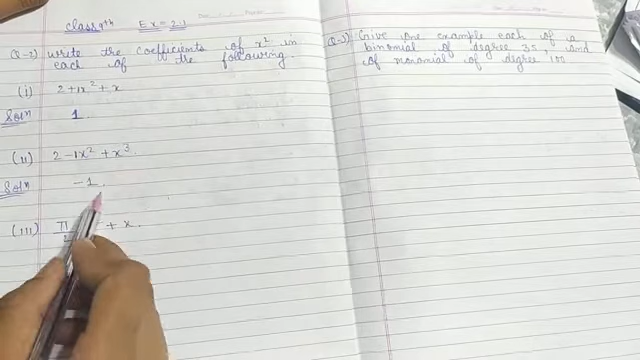 class 9th Ex = 2.1
Q-2) write the coefficients of x² in
each of the following.
(i) 2+1x² + x
Soln 1.
(ii) 2-1x² + x³.
Soln -1.
(iii) π + x.
Q-3) Give one example each of a
binomial of degree 35, and
of monomial of degree 100